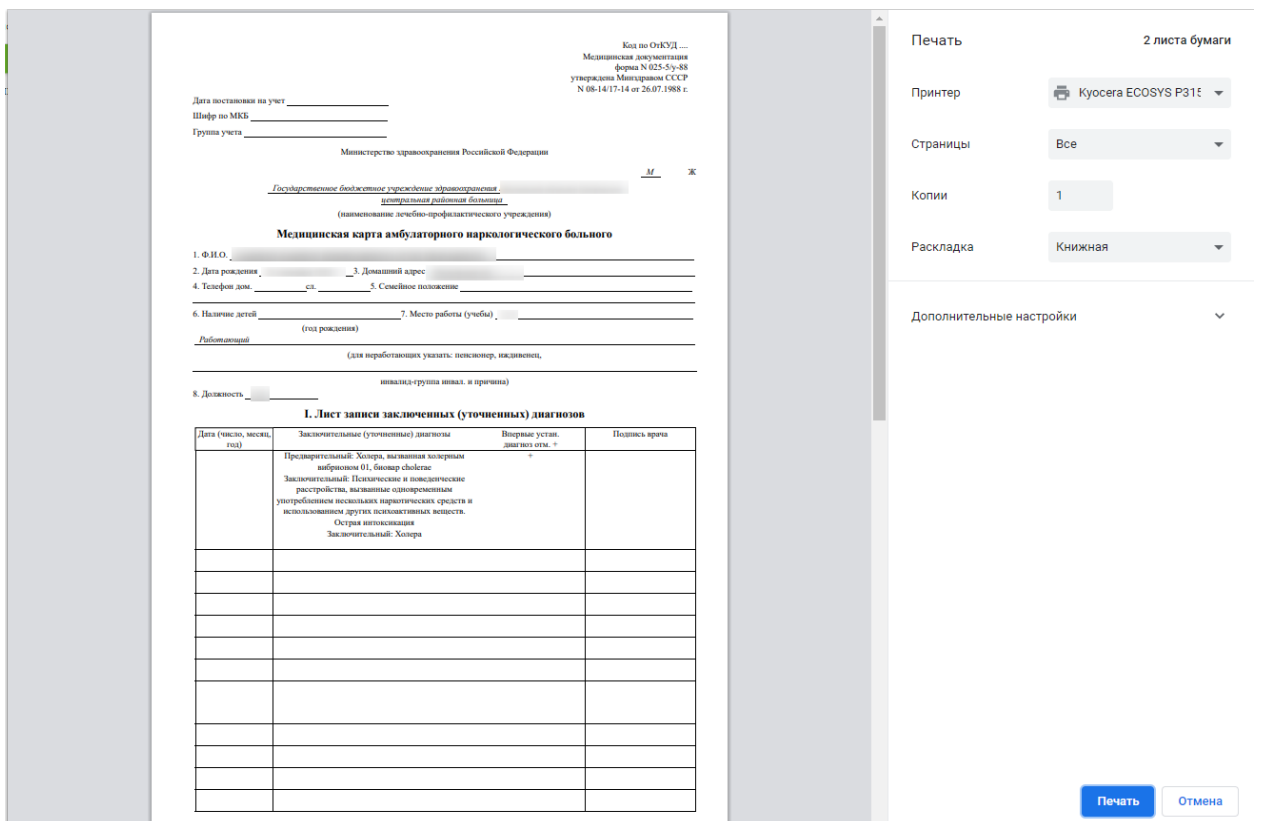 Код по ОтКУД ....
Медицинская документация
форма N 025-5/у-88
утверждена Минздравом СССР
N 08-14/17-14 от 26.07.1988 г.
Дата постановки на учет
Шифр по МКБ
Группа учета
Министерство здравоохранения Российской Федерации
М Ж
Государственное бюджетное учреждение здравоохранения
центральная районная больница
(наименование лечебно-профилактического учреждения)
Медицинская карта амбулаторного наркологического больного
1. Ф.И.О.
2. Дата рождения 3. Домашний адрес
4. Телефон дом. сл. 5. Семейное положение
6. Наличие детей 7. Место работы (учебы)
(год рождения)
Работающий
(для неработающих указать: пенсионер, иждивенец,
инвалид-группа инвал. и причина)
8. Должность
I. Лист записи заключенных (уточненных) диагнозов
Дата (число, месяц, год)
Заключительные (уточненные) диагнозы
Впервые устан. диагноз отм. +
Подпись врача
Предварительный: Холера, вызванная холерным
вибрионом 01, биовар cholerae
Заключительный: Психические и поведенческие
расстройства, вызванные одновременным
употреблением нескольких наркотических средств и
использованием других психоактивных веществ.
Острая интоксикация
Заключительный: Холера
+
Печать 2 листа бумаги
Принтер Kyocera ECOSYS P315
Страницы Все
Копии 1
Раскладка Книжная
Дополнительные настройки
Печать Отмена